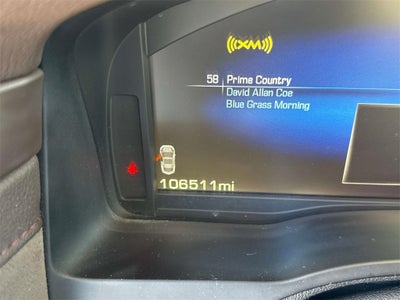 XM
58 Prime Country
David Allan Coe
Blue Grass Morning
106511mi